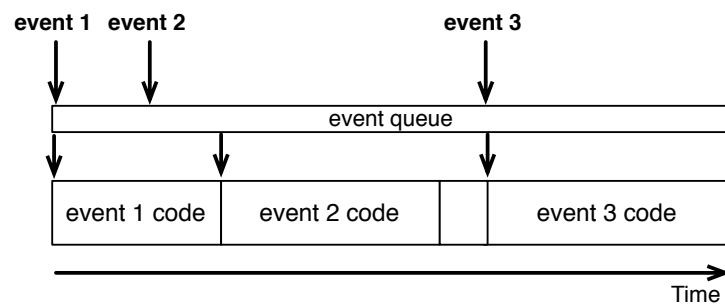 event 1 event 2 event 3
event queue
event 1 code event 2 code event 3 code
Time